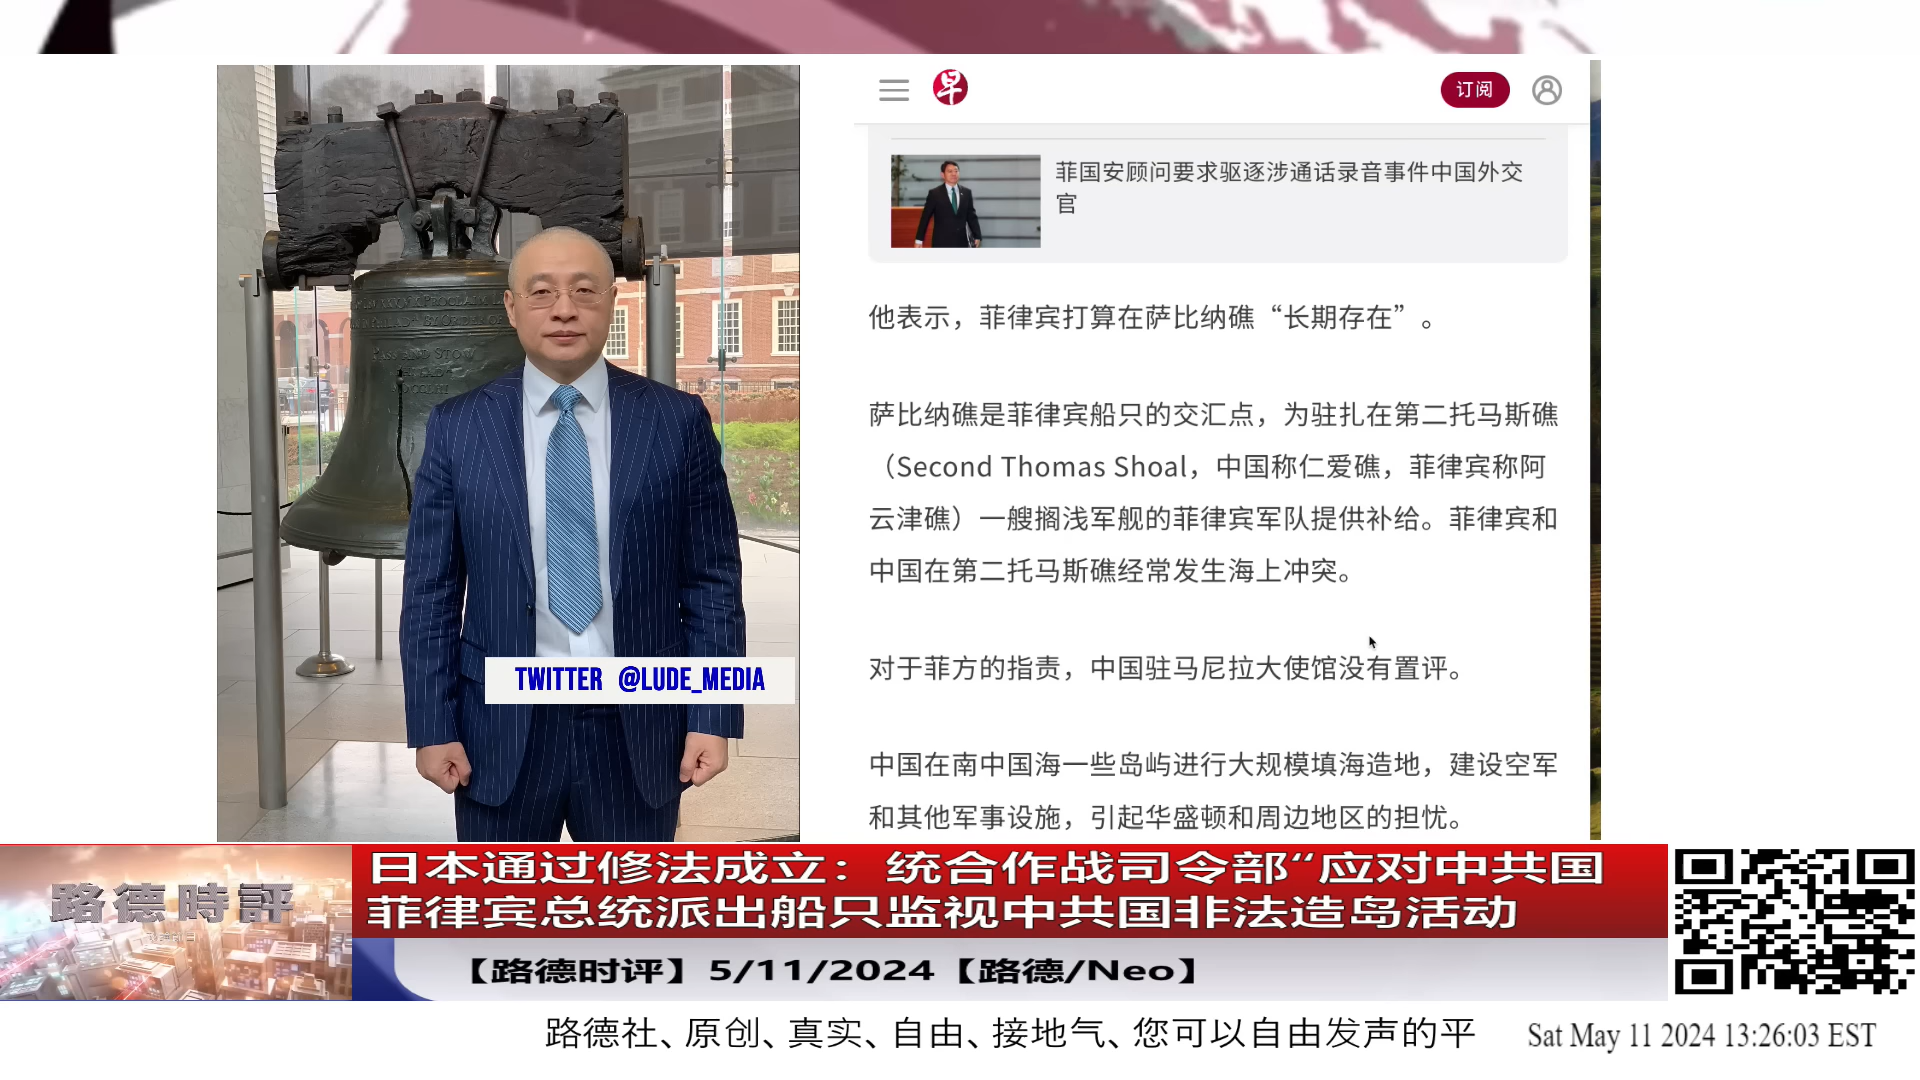 早
订阅
菲国安顾问要求驱逐涉通话录音事件中国外交
官
他表示，菲律宾打算在萨比纳礁“长期存在”。
萨比纳礁是菲律宾船只的交汇点，为驻扎在第二托马斯礁
（Second Thomas Shoal，中国称仁爱礁，菲律宾称阿
云津礁）一艘搁浅军舰的菲律宾军队提供补给。菲律宾和
中国在第二托马斯礁经常发生海上冲突。
对于菲方的指责，中国驻马尼拉大使馆没有置评。
中国在南中国海一些岛屿进行大规模填海造地，建设空军
和其他军事设施，引起华盛顿和周边地区的担忧。
PASS AND STOW
TWITTER @LUDE_MEDIA
路德時評
日本通过修法成立：统合作战司令部“应对中共国
菲律宾总统派出船只监视中共国非法造岛活动
【路德时评】5/11/2024【路德/Neo】
路德社、原创、真实、自由、接地气、您可以自由发声的平
Sat May 11 2024 13:26:03 EST